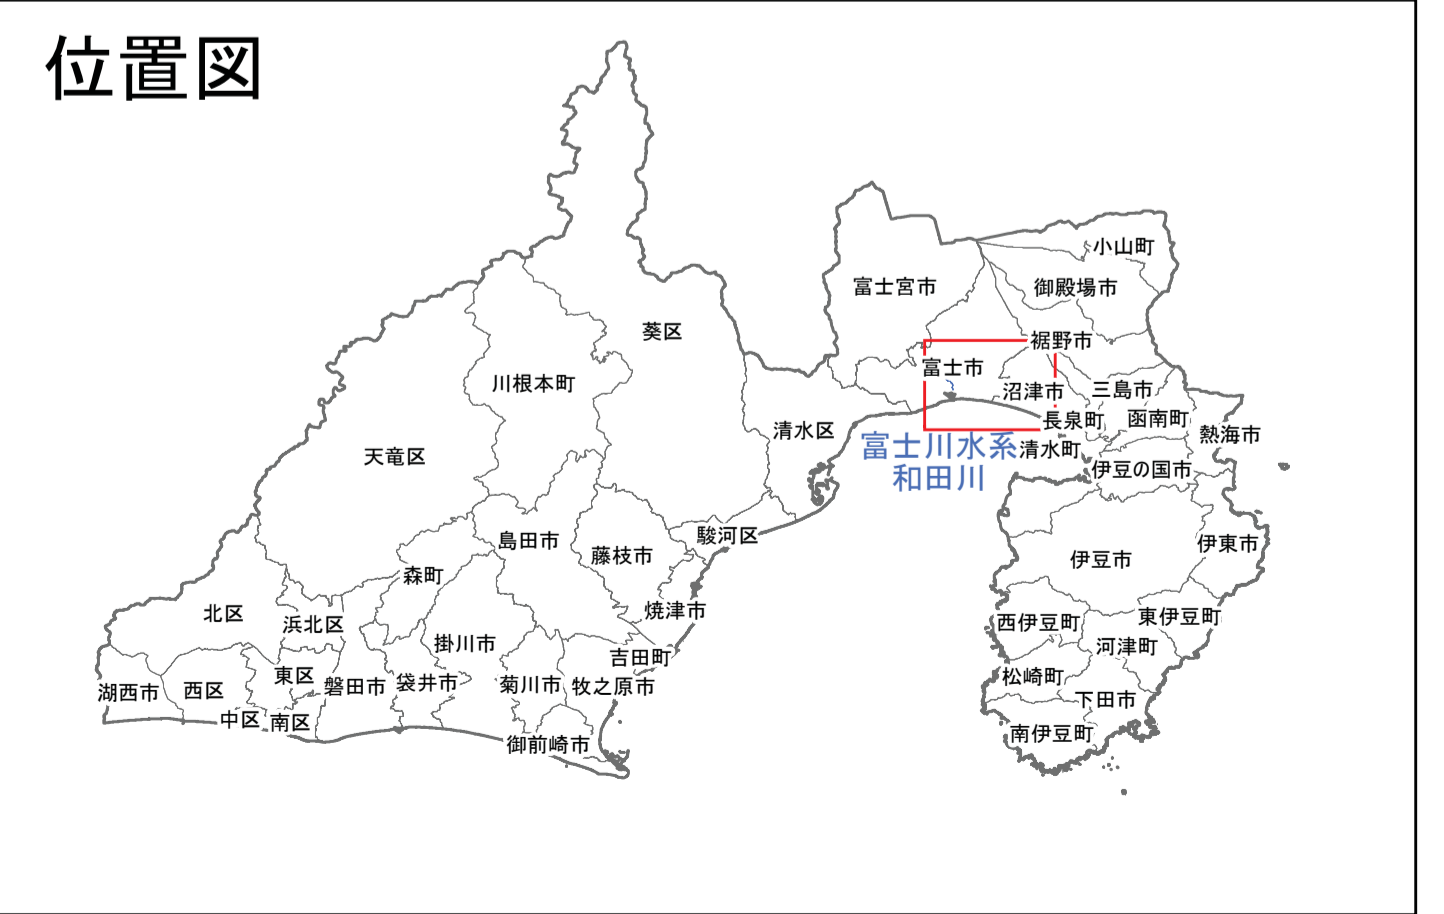 位置図
小山町
富士宮市
御殿場市
葵区
裾野市
富士市
川根本町
沼津市
三島市
長泉町
函南町
清水区
熱海市
富士川水系
和田川
清水町
天竜区
伊豆の国市
駿河区
島田市
藤枝市
伊豆市
伊東市
森町
北区
浜北区
焼津市
西伊豆町
東伊豆町
掛川市
河津町
吉田町
東区
松崎町
湖西市
西区
磐田市
袋井市
菊川市
牧之原市
下田市
中区
南区
南伊豆町
御前崎市